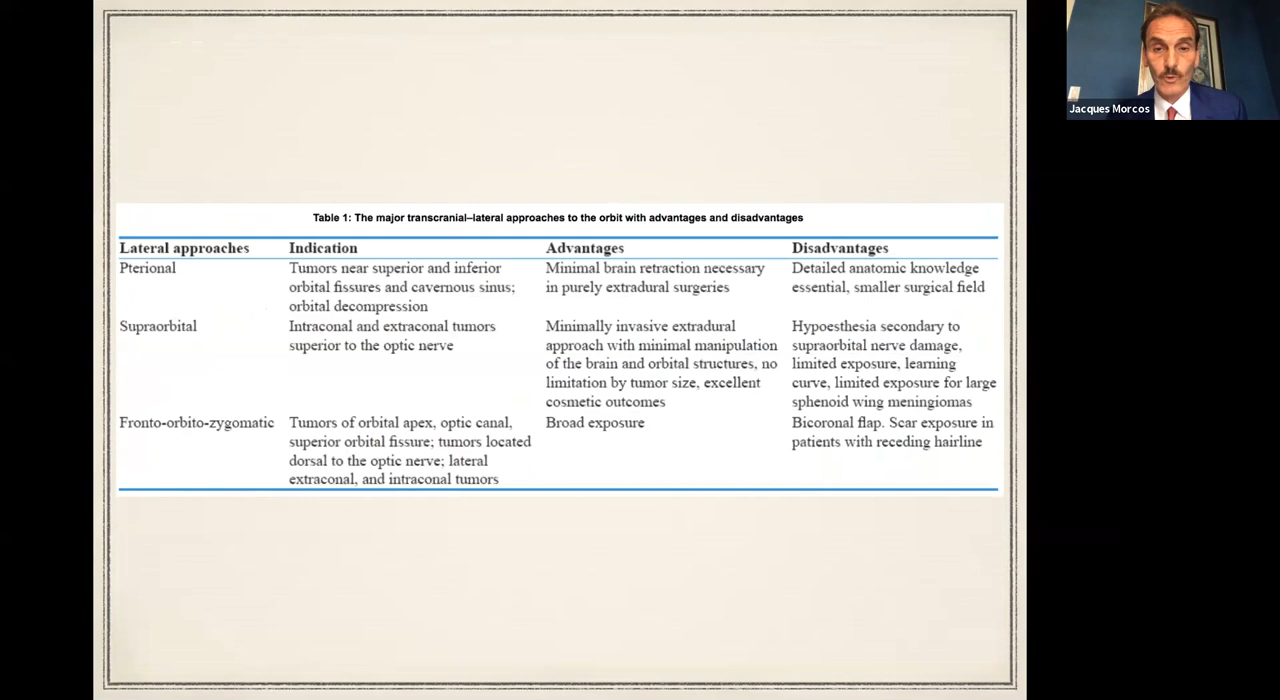 Jacques Morcos
Table 1: The major transcranial–lateral approaches to the orbit with advantages and disadvantages
Lateral approaches Indication Advantages Disadvantages
Pterional
Tumors near superior and inferior
orbital fissures and cavernous sinus;
orbital decompression
Minimal brain retraction necessary
in purely extradural surgeries
Detailed anatomic knowledge
essential, smaller surgical field
Supraorbital
Intraconal and extraconal tumors
superior to the optic nerve
Minimally invasive extradural
approach with minimal manipulation
of the brain and orbital structures, no
limitation by tumor size, excellent
cosmetic outcomes
Hypoesthesia secondary to
supraorbital nerve damage,
limited exposure, learning
curve, limited exposure for large
sphenoid wing meningiomas
Fronto-orbito-zygomatic
Tumors of orbital apex, optic canal,
superior orbital fissure; tumors located
dorsal to the optic nerve; lateral
extraconal, and intraconal tumors
Broad exposure
Bicoronal flap. Scar exposure in
patients with receding hairline